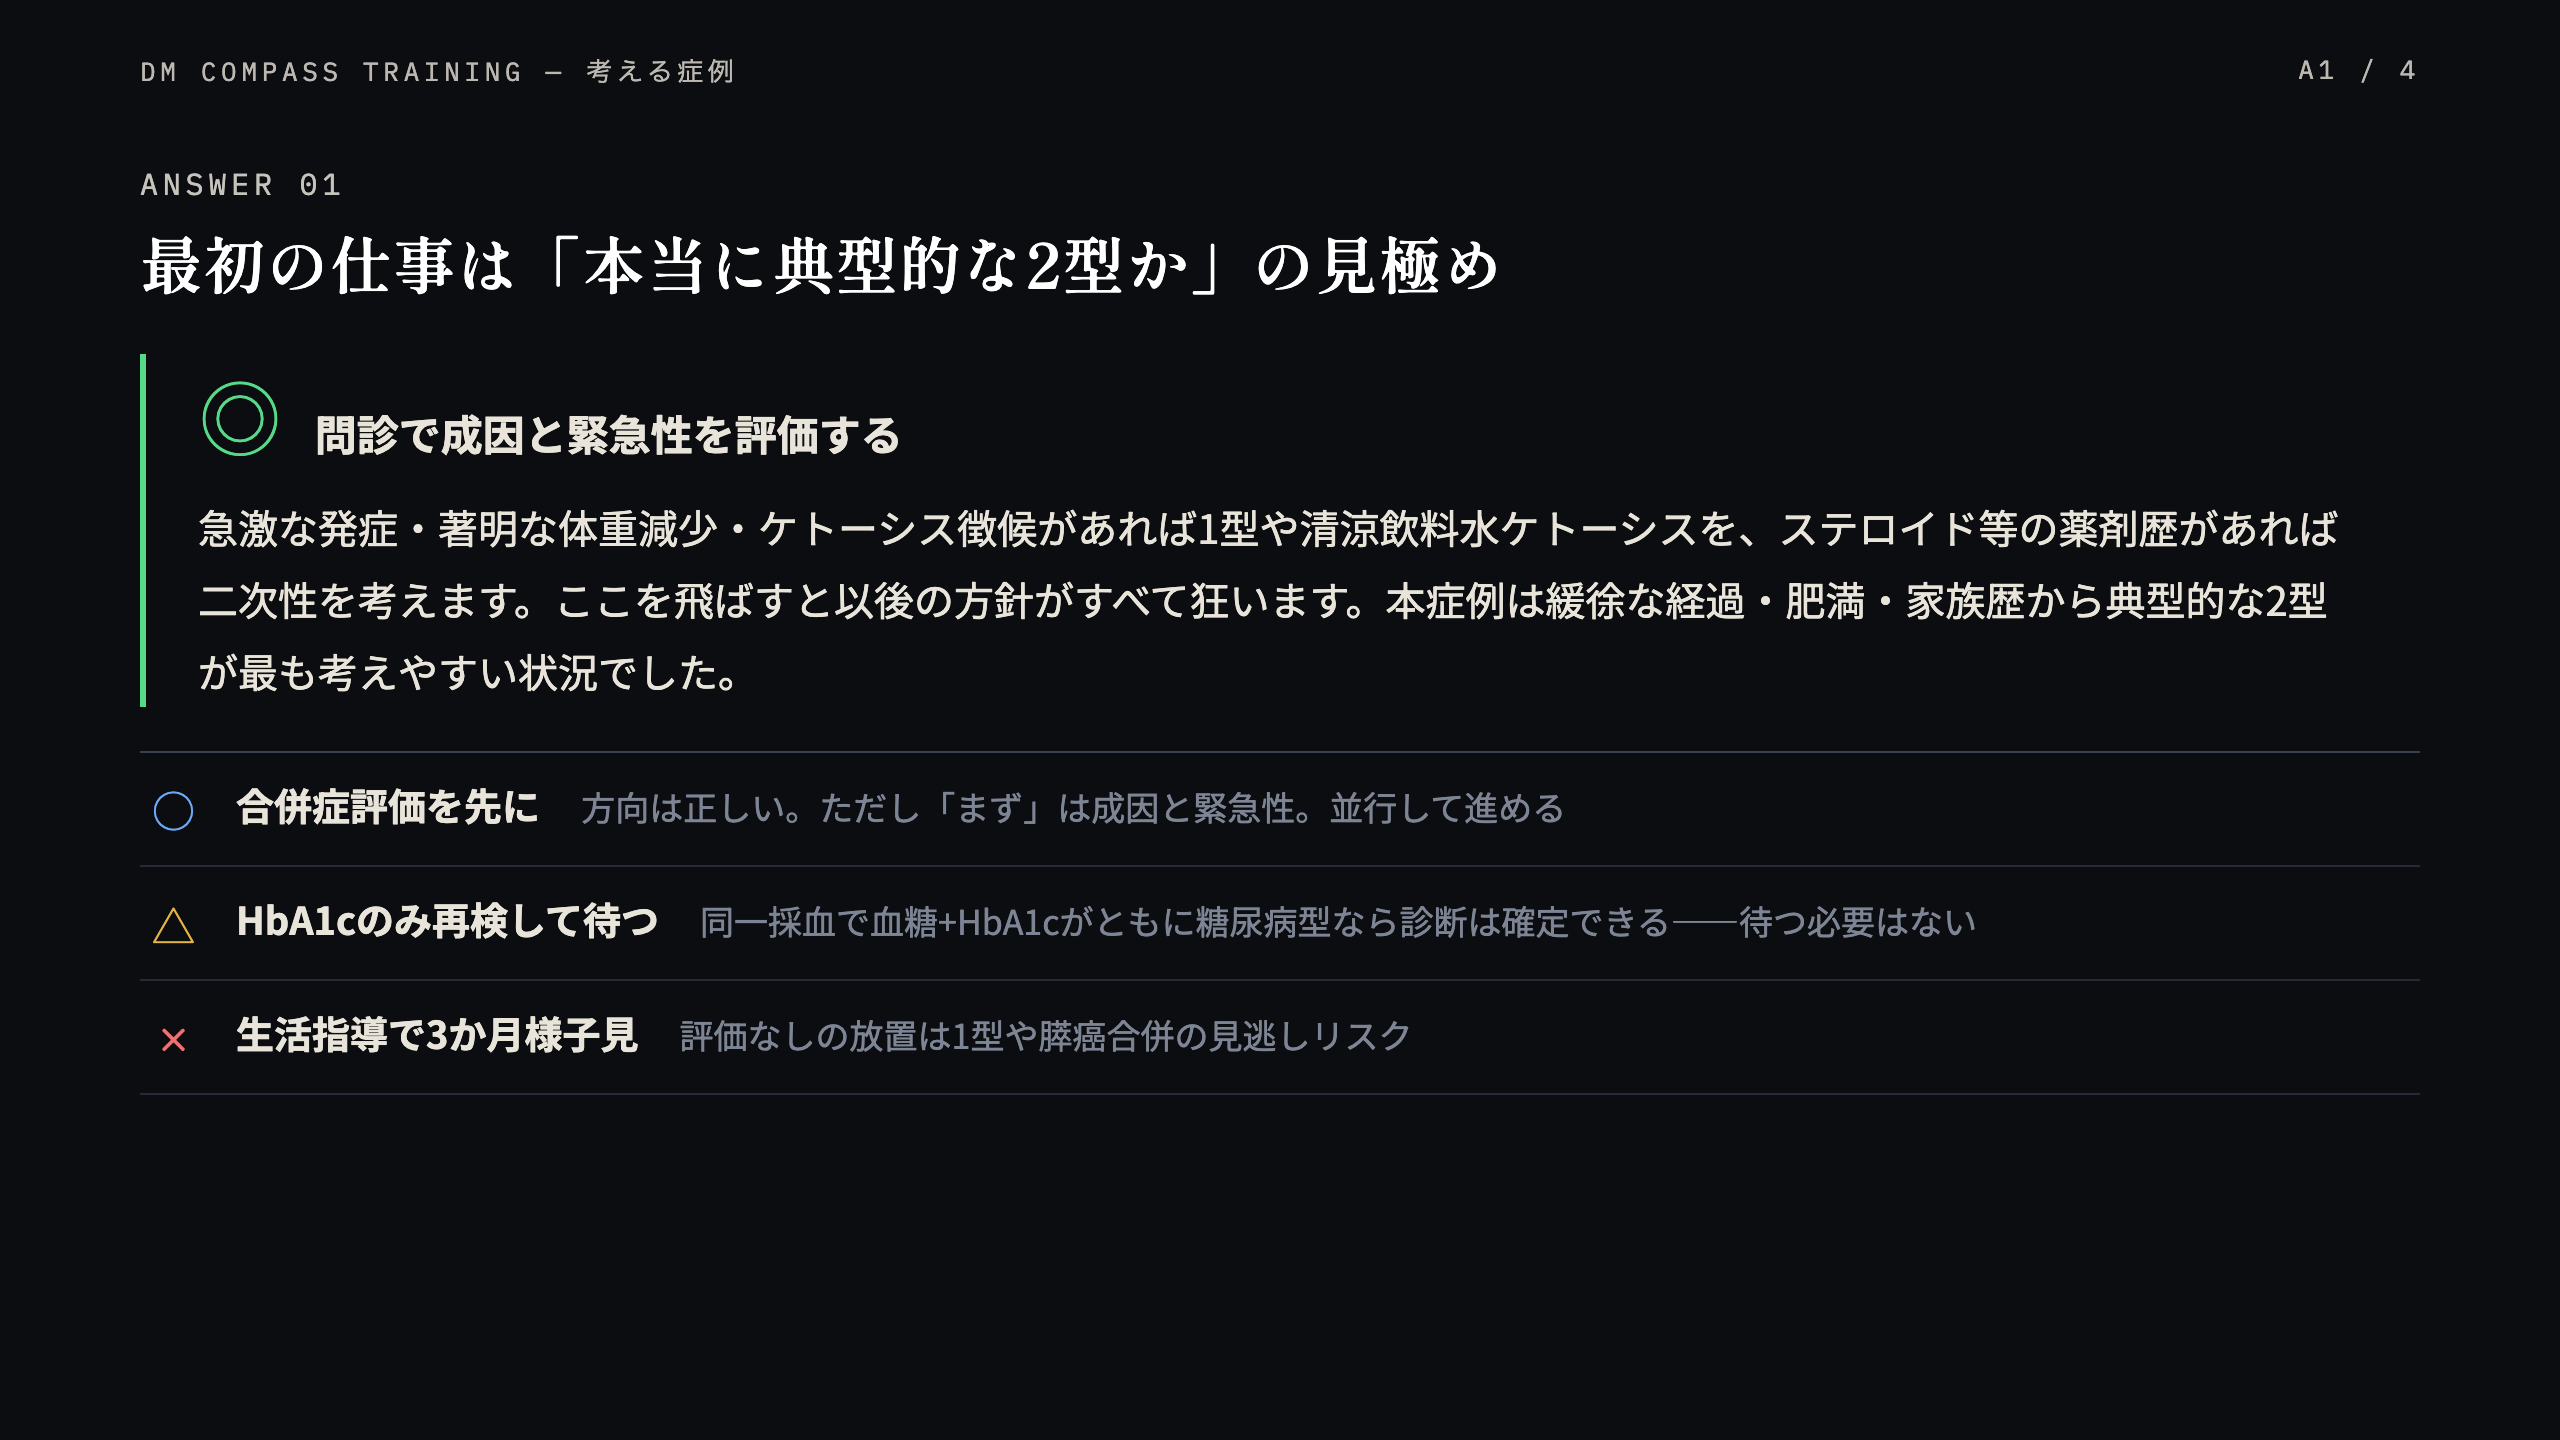 DM COMPASS TRAINING — 考える症例
A1 / 4
ANSWER 01
最初の仕事は「本当に典型的な2型か」の見極め
◎ 問診で成因と緊急性を評価する
急激な発症・著明な体重減少・ケトーシス徴候があれば1型や清涼飲料水ケトーシスを、ステロイド等の薬剤歴があれば
二次性を考えます。ここを飛ばすと以後の方針がすべて狂います。本症例は緩徐な経過・肥満・家族歴から典型的な2型
が最も考えやすい状況でした。
○ 合併症評価を先に 方向は正しい。ただし「まず」は成因と緊急性。並行して進める
△ HbA1cのみ再検して待つ 同一採血で血糖+HbA1cがともに糖尿病型なら診断は確定できる──待つ必要はない
× 生活指導で3か月様子見 評価なしの放置は1型や膵癌合併の見逃しリスク